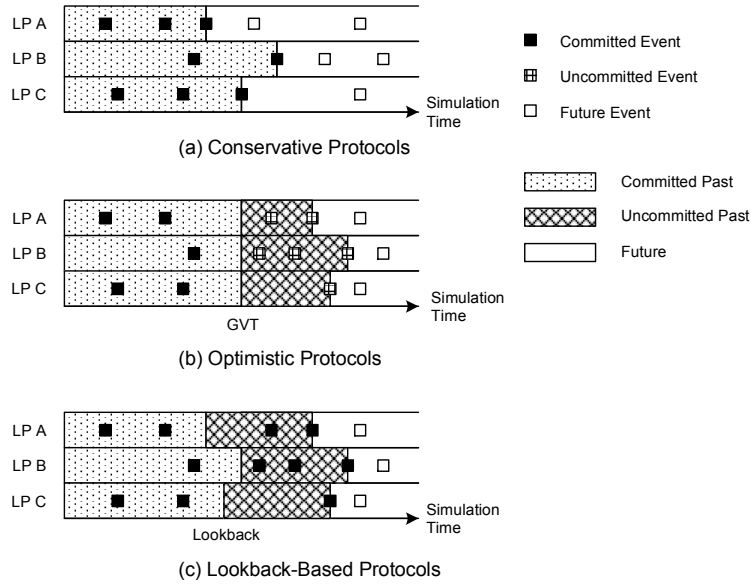 LP A
LP B
LP C
Simulation
Time
(a) Conservative Protocols
Committed Event
Uncommitted Event
Future Event
Committed Past
Uncommitted Past
Future
LP A
LP B
LP C
Simulation
Time
GVT
(b) Optimistic Protocols
LP A
LP B
LP C
Simulation
Time
Lookback
(c) Lookback-Based Protocols